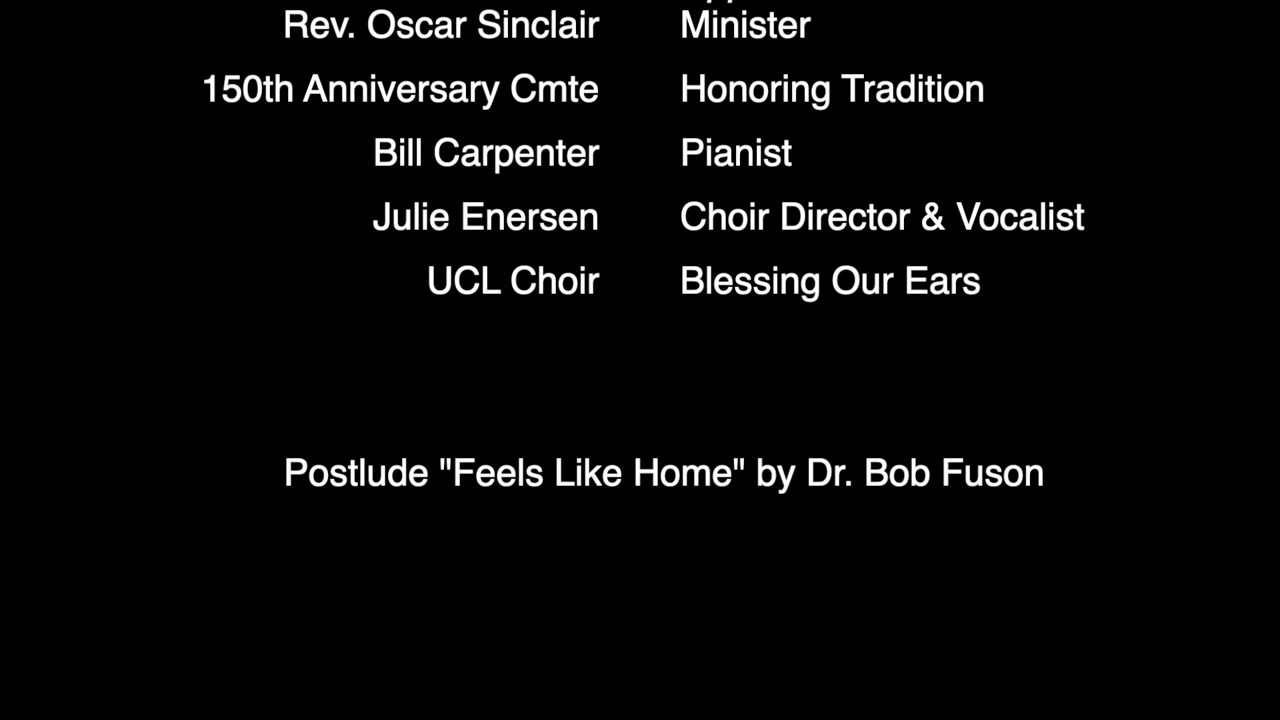 Rev. Oscar Sinclair Minister
150th Anniversary Cmte Honoring Tradition
Bill Carpenter Pianist
Julie Enersen Choir Director & Vocalist
UCL Choir Blessing Our Ears
Postlude "Feels Like Home" by Dr. Bob Fuson